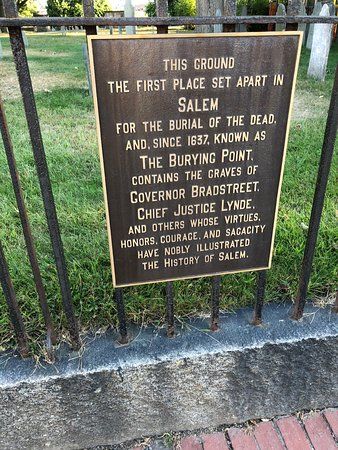 THIS GROUND
THE FIRST PLACE SET APART IN
SALEM
FOR THE BURIAL OF THE DEAD,
AND, SINCE 1637, KNOWN AS
THE BURYING POINT,
CONTAINS THE GRAVES OF
GOVERNOR BRADSTREET,
CHIEF JUSTICE LYNDE,
AND OTHERS WHOSE VIRTUES,
HONORS, COURAGE, AND SAGACITY
HAVE NOBLY ILLUSTRATED
THE HISTORY OF SALEM.